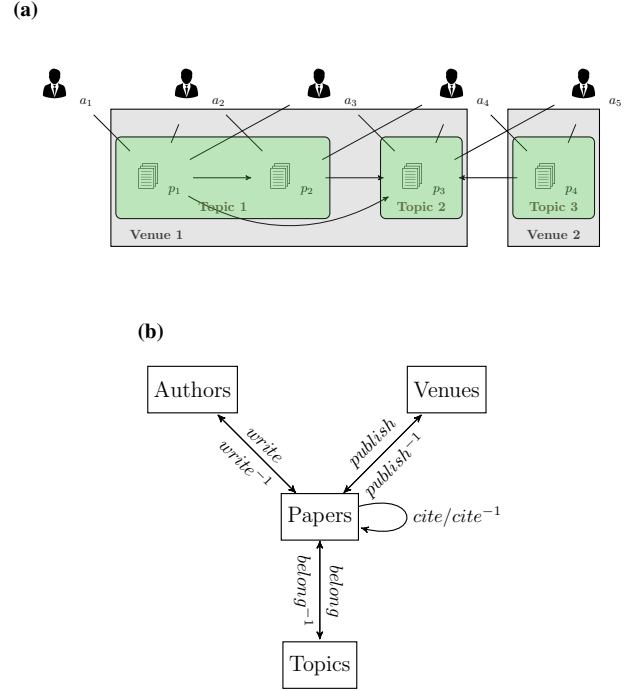 (a)
a₁ a₂ a₃ a₄ a₅
p₁ p₂ p₃ p₄
Topic 1 Topic 2 Topic 3
Venue 1 Venue 2
(b)
Authors Venues
write publish
write⁻¹ publish⁻¹
Papers cite/cite⁻¹
belong⁻¹ belong
Topics